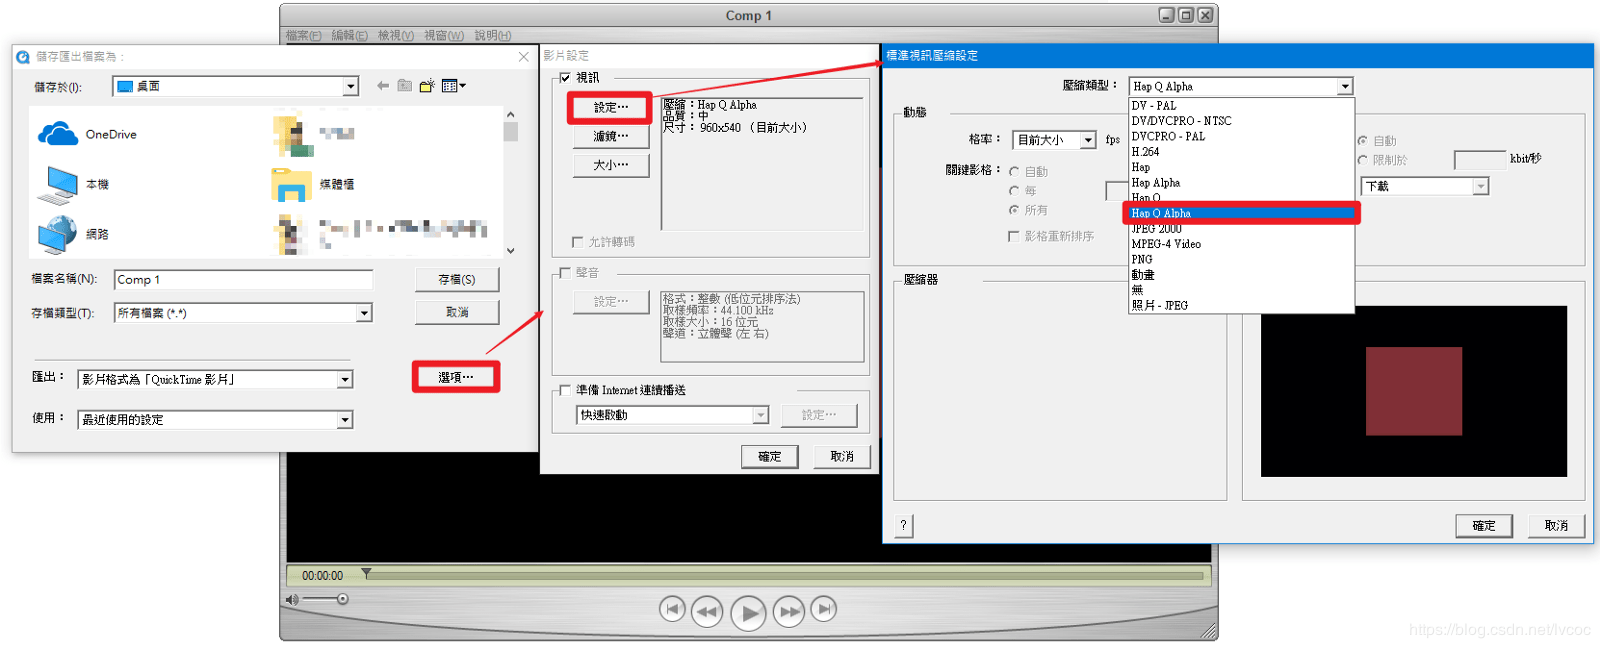 Comp 1
檔案(F) 編輯(E) 檢視(V) 視窗(W) 說明(H)
儲存匯出檔案為：
儲存於(I):
桌面
OneDrive
本機
媒體櫃
網路
檔案名稱(N):
Comp 1
存檔(S)
存檔類型(T):
所有檔案 (*.*)
取消
選項…
匯出：
影片格式為「QuickTime 影片」
使用：
最近使用的設定
影片設定
視訊
設定…
濾鏡…
大小…
壓縮：Hap Q Alpha
品質：中
尺寸： 960x540 （目前大小）
允許轉碼
聲音
設定…
格式：整數 (低位元排序法)
取樣頻率：44.100 kHz
取樣大小：16 位元
聲道：立體聲 (左 右)
準備 Internet 連續播送
快速啟動
設定…
確定
取消
標準視訊壓縮設定
壓縮類型：
Hap Q Alpha
DV - PAL
DV/DVCPRO - NTSC
DVCPRO - PAL
H.264
Hap
Hap Alpha
Hap Q
Hap Q Alpha
JPEG 2000
MPEG-4 Video
PNG
動畫
無
照片 - JPEG
動態
格率：
目前大小
fps
關鍵影格：
自動
每
所有
影格重新排序
自動
限制於
kbit/秒
下載
壓縮器
?
確定
取消
00:00:00
https://blog.csdn.net/lvcoc